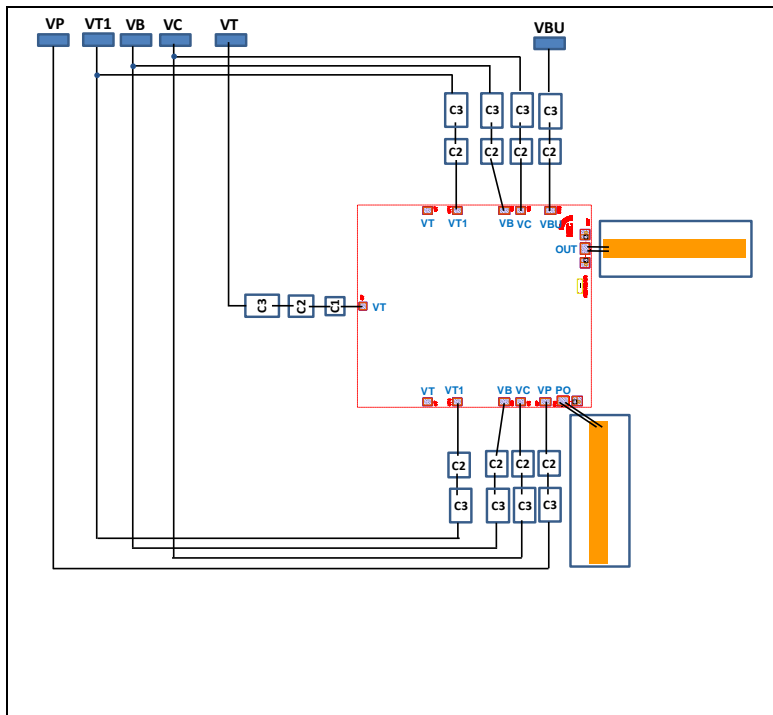 VP VT1 VB VC VT VBU
C3 C3 C3 C3
C2 C2 C2 C2
VT VT1 VB VC VBU
OUT
C3 C2 C1 VT
VT VT1 VB VC VP PO
C2 C2 C2 C2
C3 C3 C3 C3